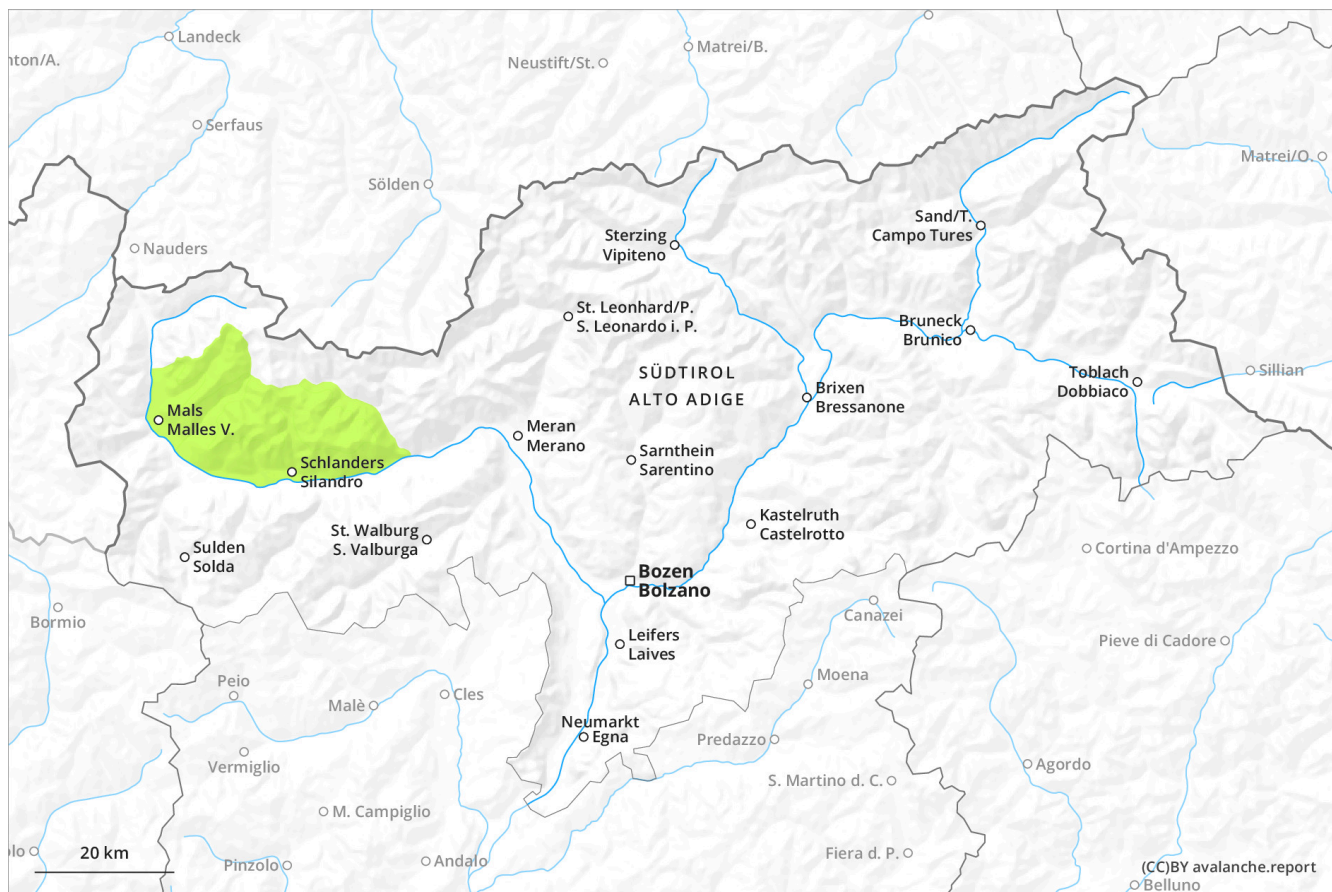 Landeck
nton/A.
Neustift/St.
Matrei/B.
Serfaus
Matrei/O.
Sölden
Nauders
Sand/T.
Campo Tures
Sterzing
Vipiteno
St. Leonhard/P.
S. Leonardo i. P.
Bruneck
Brunico
Toblach
Dobbiaco
Sillian
SÜDTIROL
ALTO ADIGE
Brixen
Bressanone
Mals
Malles V.
Meran
Merano
Schlanders
Silandro
Sarnthein
Sarentino
Kastelruth
Castelrotto
St. Walburg
S. Valburga
Sulden
Solda
Cortina d'Ampezzo
Bozen
Bolzano
Bormio
Canazei
Leifers
Laives
Pieve di Cadore
Moena
Peio
Cles
Malè
Neumarkt
Egna
Predazzo
Vermiglio
Agordo
S. Martino d. C.
M. Campiglio
20 km
olo
Pinzolo
Andalo
Fiera d. P.
(CC)BY avalanche.report
Belluno